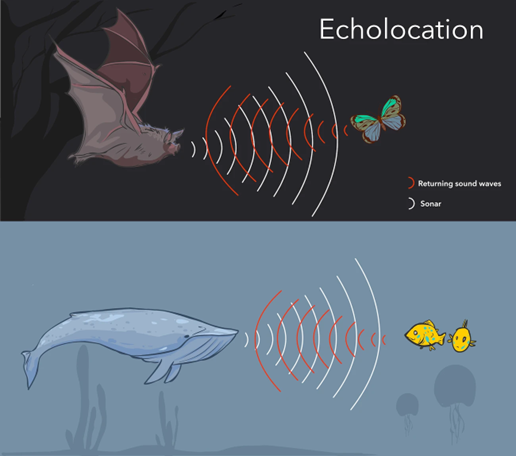 Echolocation
Returning sound waves
Sonar